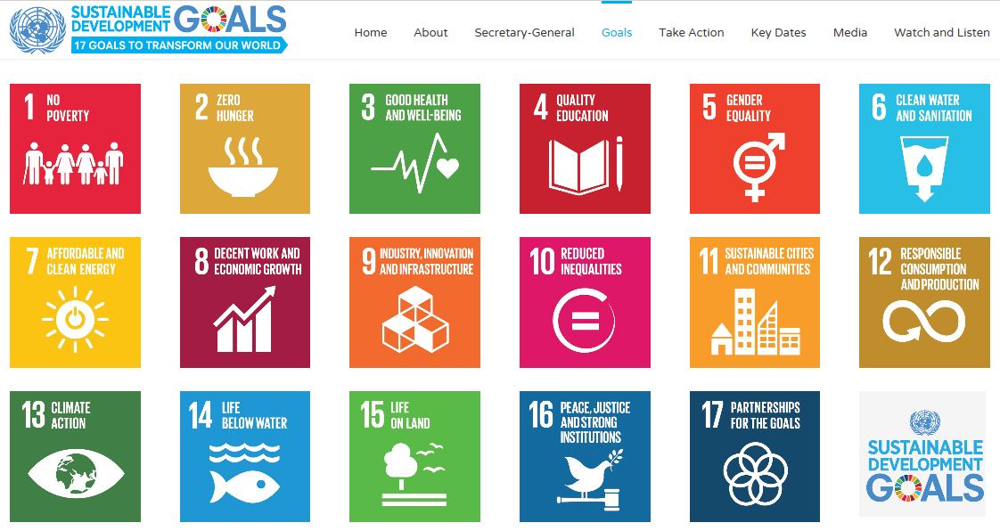 SUSTAINABLE
DEVELOPMENT
GOALS
17 GOALS TO TRANSFORM OUR WORLD
Home About Secretary-General Goals Take Action Key Dates Media Watch and Listen
1 NO
POVERTY
2 ZERO
HUNGER
3 GOOD HEALTH
AND WELL-BEING
4 QUALITY
EDUCATION
5 GENDER
EQUALITY
6 CLEAN WATER
AND SANITATION
7 AFFORDABLE AND
CLEAN ENERGY
8 DECENT WORK AND
ECONOMIC GROWTH
9 INDUSTRY, INNOVATION
AND INFRASTRUCTURE
10 REDUCED
INEQUALITIES
11 SUSTAINABLE CITIES
AND COMMUNITIES
12 RESPONSIBLE
CONSUMPTION
AND PRODUCTION
13 CLIMATE
ACTION
14 LIFE
BELOW WATER
15 LIFE
ON LAND
16 PEACE, JUSTICE
AND STRONG
INSTITUTIONS
17 PARTNERSHIPS
FOR THE GOALS
SUSTAINABLE
DEVELOPMENT
GOALS